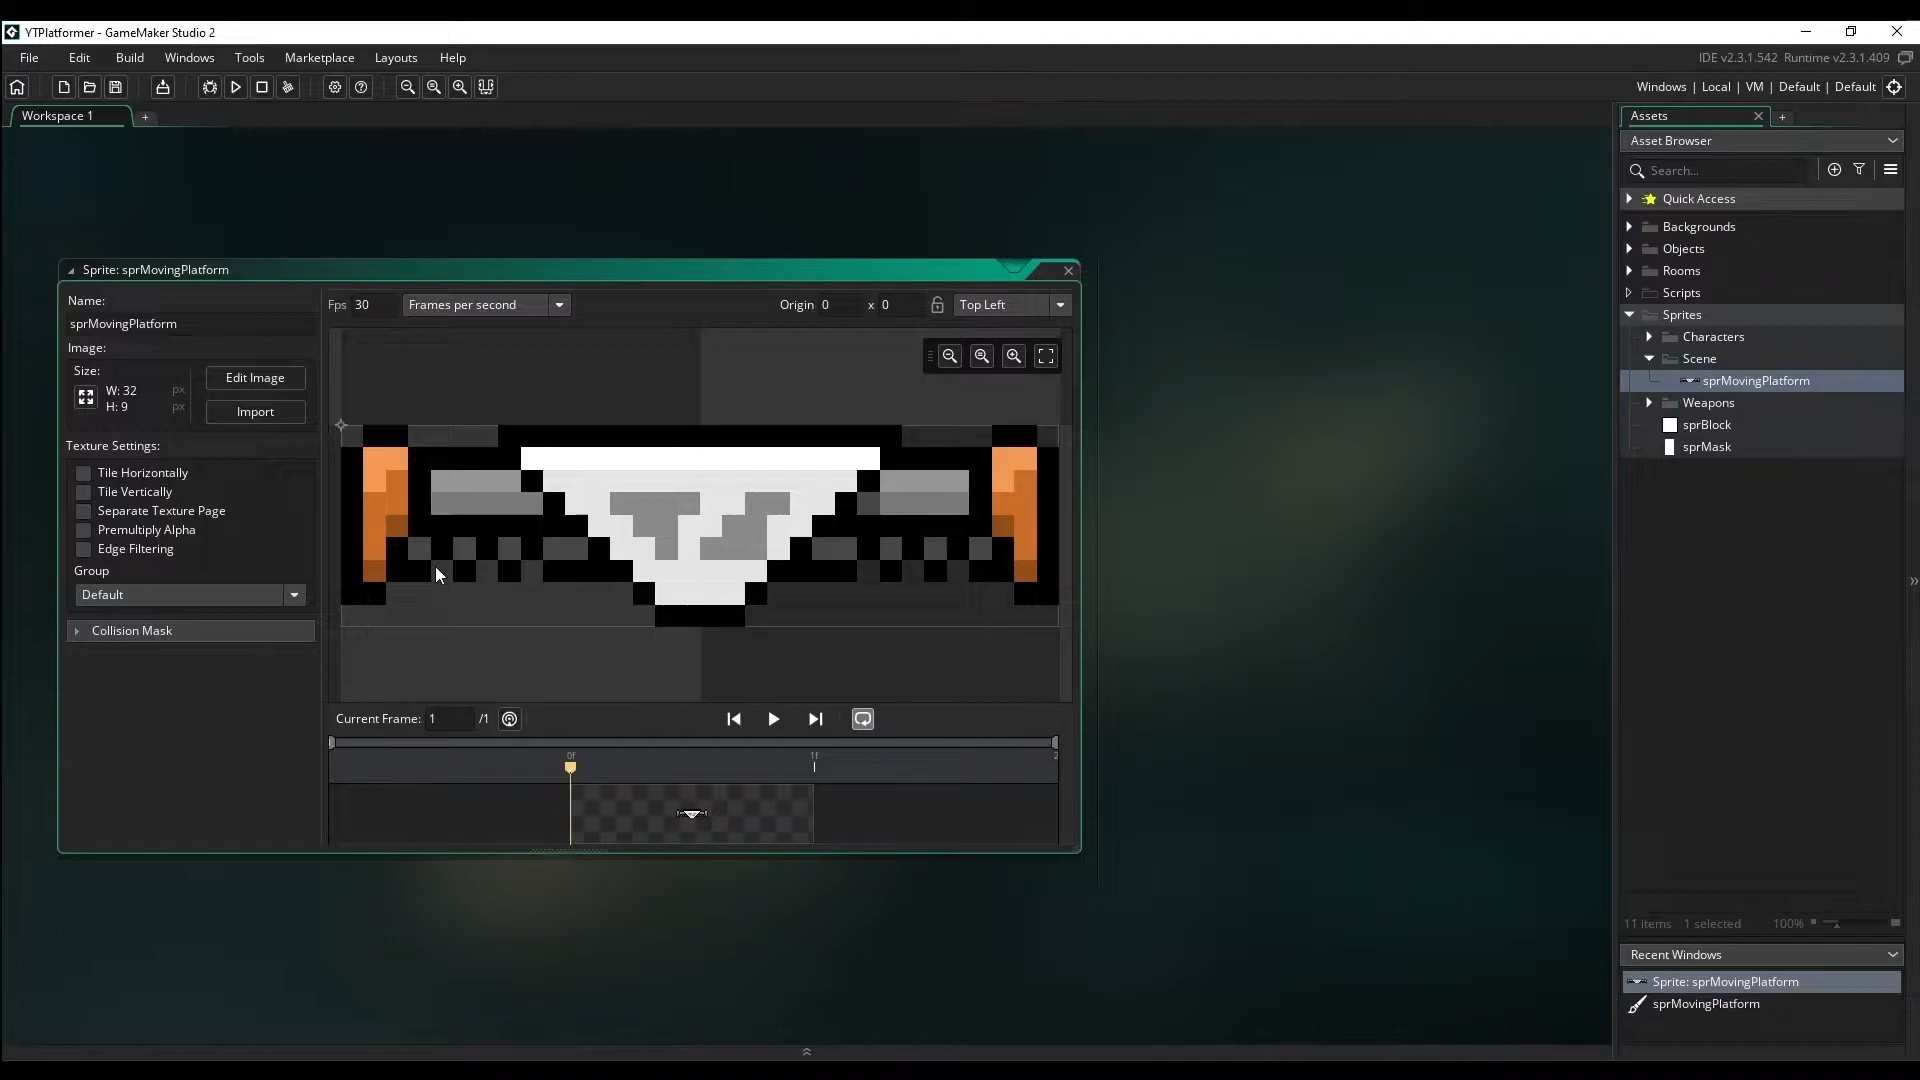 YTPlatformer - GameMaker Studio 2
File Edit Build Windows Tools Marketplace Layouts Help
IDE v2.3.1.542 Runtime v2.3.1.409
Windows | Local | VM | Default | Default
Workspace 1 +
Assets +
Asset Browser
Search...
Quick Access
Backgrounds
Objects
Rooms
Scripts
Sprites
Characters
Scene
sprMovingPlatform
Weapons
sprBlock
sprMask
Sprite: sprMovingPlatform
Name:
sprMovingPlatform
Image:
Size:
W: 32 px
H: 9 px
Edit Image
Import
Texture Settings:
Tile Horizontally
Tile Vertically
Separate Texture Page
Premultiply Alpha
Edge Filtering
Group
Default
Collision Mask
Fps 30 Frames per second
Origin 0 x 0 Top Left
Current Frame: 1 /1
0f 1f 2
11 items 1 selected 100%
Recent Windows
Sprite: sprMovingPlatform
sprMovingPlatform